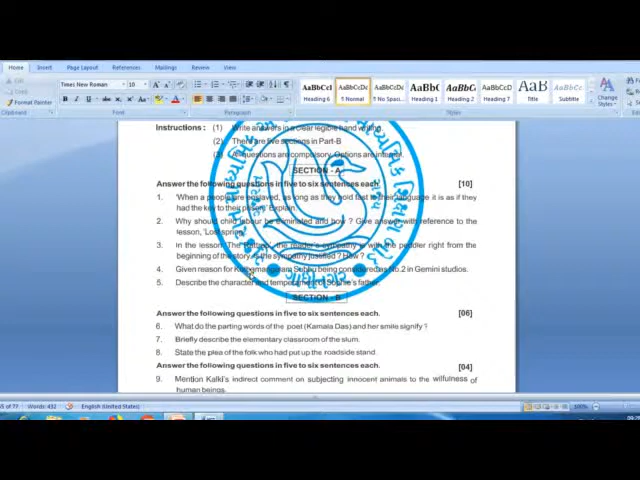 Home Insert Page Layout References Mailings Review View
Cut
Copy
Format Painter
Clipboard
Times New Roman 10
Font
Paragraph
AaBbCcl AaBbCcDc AaBbCcDc AaBbC AaBbCc AaBbCcD AaB AaBbCcL
Heading 6 ¶ Normal ¶ No Spaci... Heading 1 Heading 2 Heading 7 Title Subtitle
Change Styles
Styles
Instructions : (1) Write answers in a clear legible hand writing.
(2) There are five sections in Part-B
(3) All questions are compulsory. Options are internal.
SECTION - A
Answer the following questions in five to six sentences each. [10]
1. 'When a people are enslaved, as long as they hold fast to their language it is as if they
had the key to their prison' Explain.
2. Why should child labour be eliminated and how ? Give answer with reference to the
lesson, 'Lost spring'
3. In the lesson 'The Rattrap', the reader's sympathy is with the peddler right from the
beginning of the story. Is the sympathy justified ? How ?
4. Given reason for Kothamangalam Subbu being considered as No.2 in Gemini studios.
5. Describe the character and temperament of Sophie's father.
SECTION - B
Answer the following questions in five to six sentences each. [06]
6. What do the parting words of the poet (Kamala Das) and her smile signify ?
7. Briefly describe the elementary classroom of the slum.
8. State the plea of the folk who had put up the roadside stand.
Answer the following questions in five to six sentences each. [04]
9. Mention Kalki's indirect comment on subjecting innocent animals to the wilfulness of
human beings.
of 77 Words: 432 English (United States) 100%